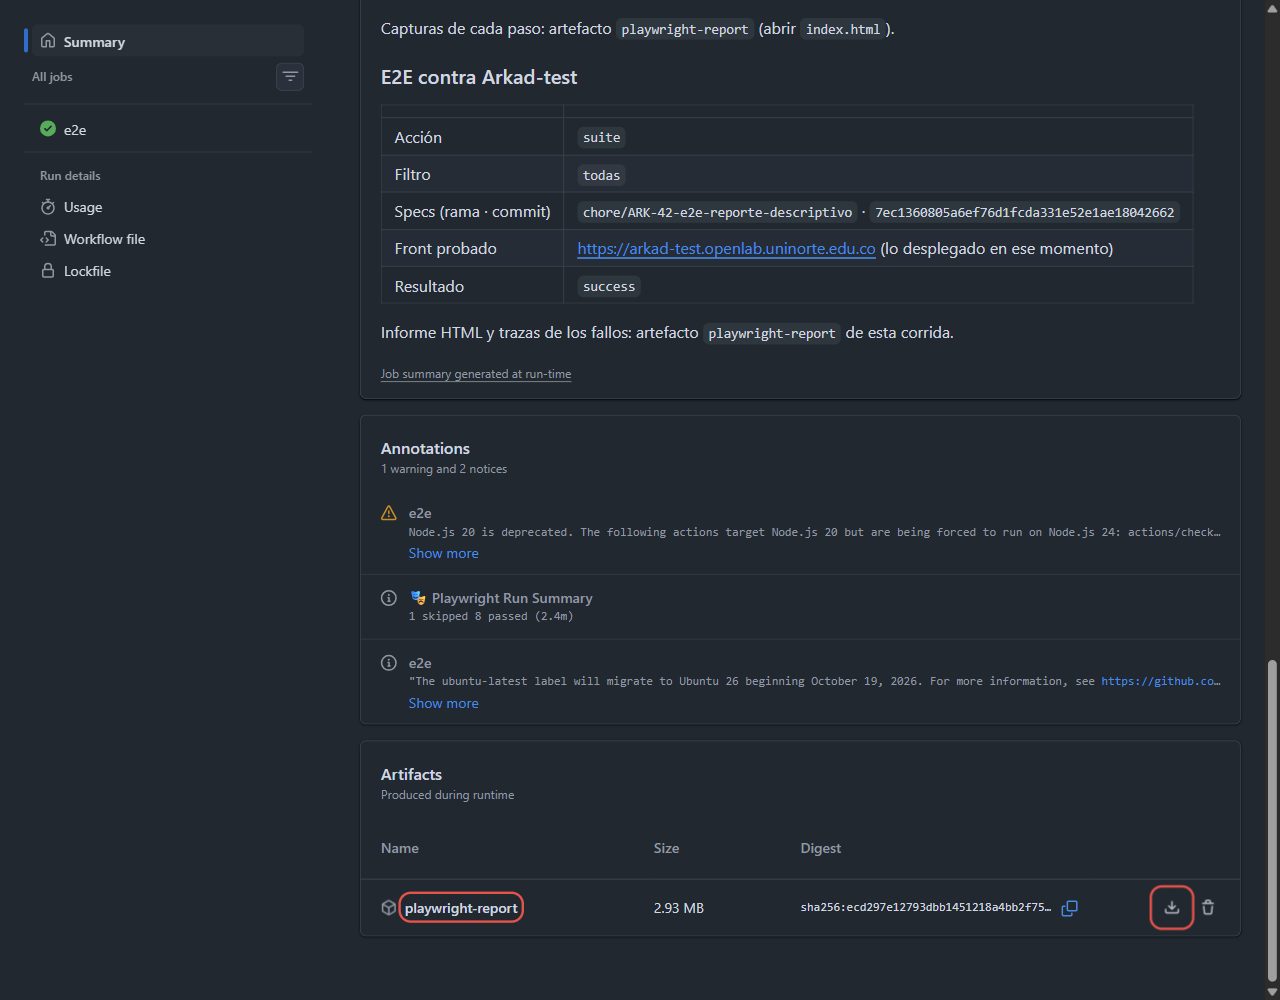 Summary
All jobs
e2e
Run details
Usage
Workflow file
Lockfile
Capturas de cada paso: artefacto playwright-report (abrir index.html).
E2E contra Arkad-test
Acción suite
Filtro todas
Specs (rama · commit) chore/ARK-42-e2e-reporte-descriptivo · 7ec1360805a6ef76d1fcda331e52e1ae18042662
Front probado https://arkad-test.openlab.uninorte.edu.co (lo desplegado en ese momento)
Resultado success
Informe HTML y trazas de los fallos: artefacto playwright-report de esta corrida.
Job summary generated at run-time
Annotations
1 warning and 2 notices
e2e
Node.js 20 is deprecated. The following actions target Node.js 20 but are being forced to run on Node.js 24: actions/check…
Show more
Playwright Run Summary
1 skipped 8 passed (2.4m)
e2e
"The ubuntu-latest label will migrate to Ubuntu 26 beginning October 19, 2026. For more information, see https://github.co…
Show more
Artifacts
Produced during runtime
Name Size Digest
playwright-report 2.93 MB sha256:ecd297e12793dbb1451218a4bb2f75…